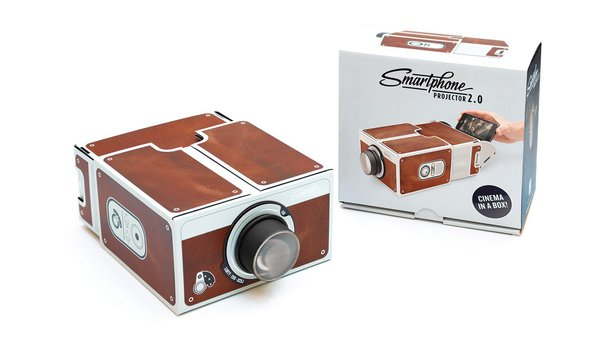 Smartphone
PROJECTOR 2.0
CINEMA
IN A BOX!